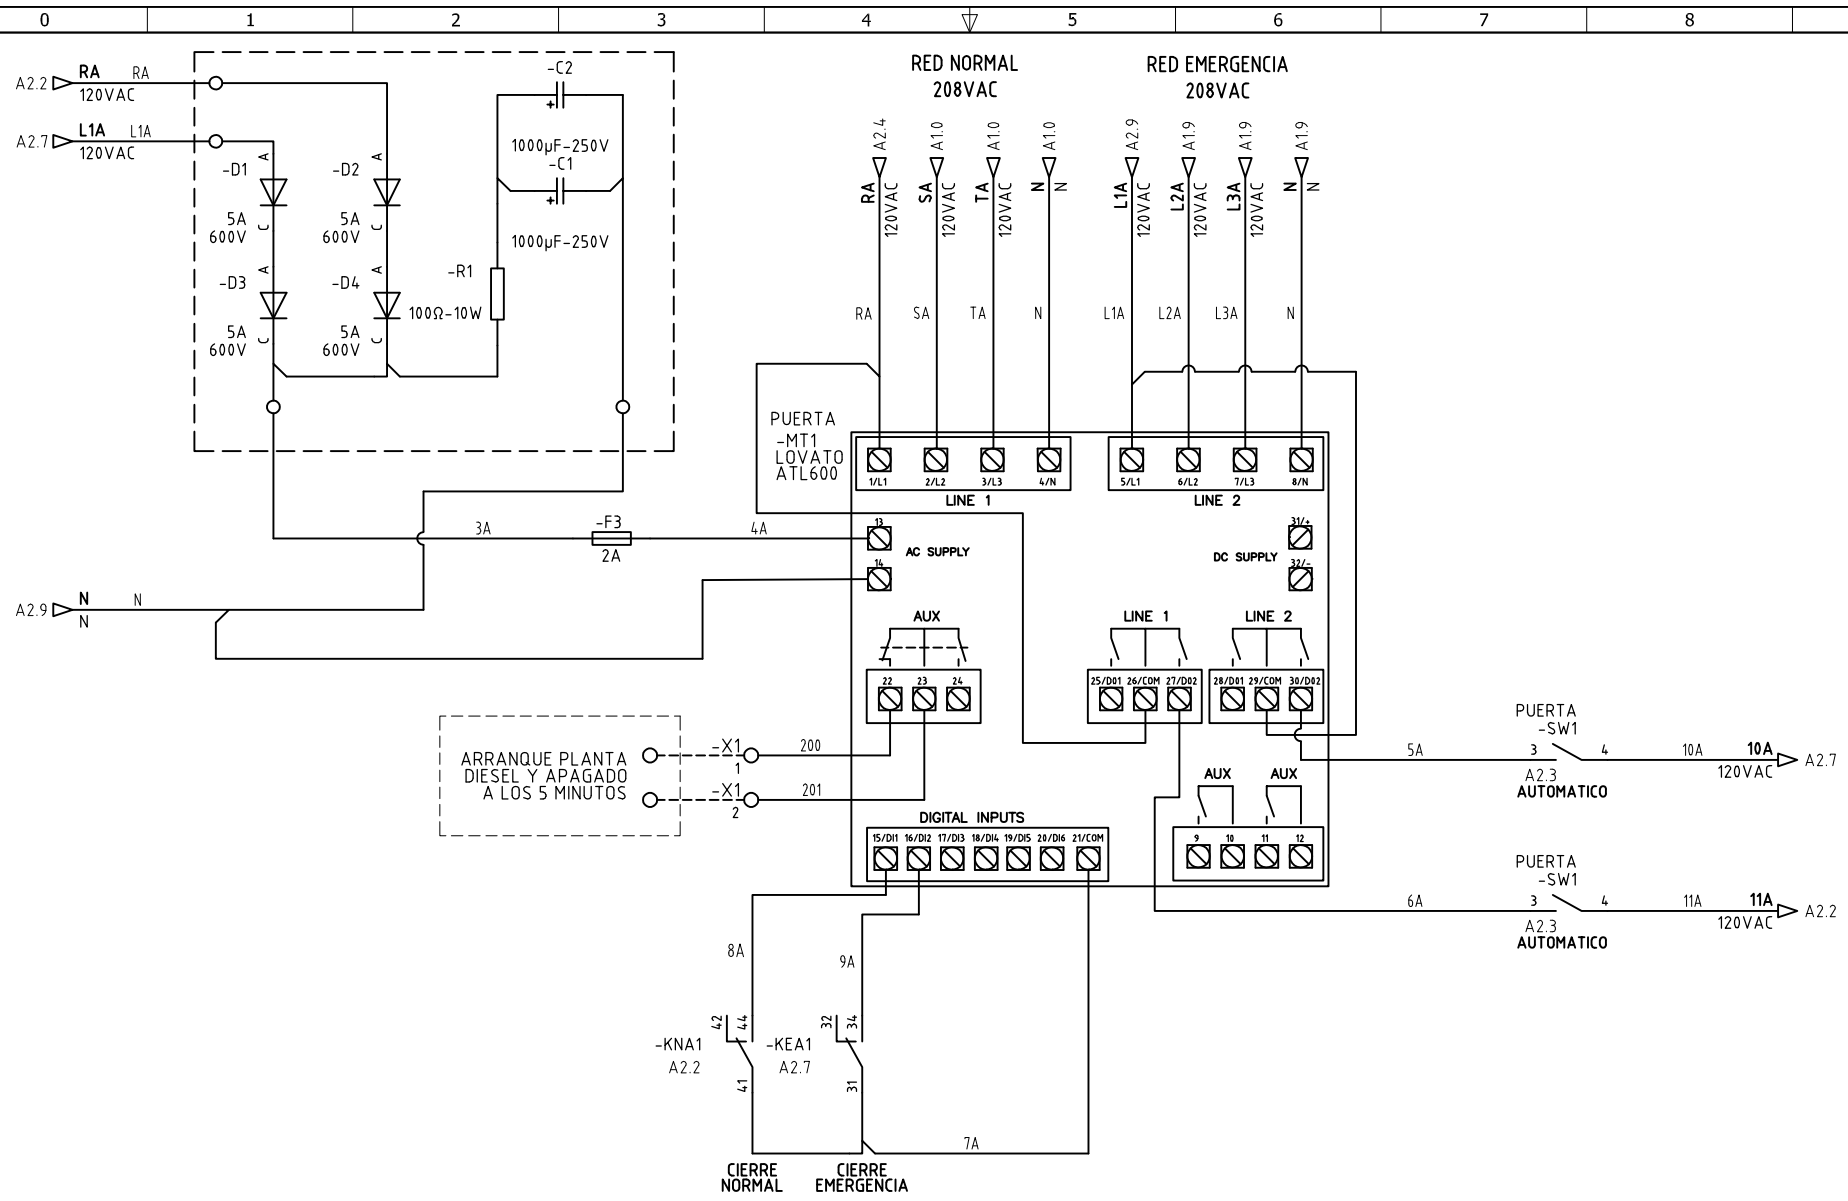 0 1 2 3 4 5 6 7 8
A2.2 RA RA
120VAC
A2.7 L1A L1A
120VAC
-C2
1000µF-250V
-C1
1000µF-250V
-D1
A
5A
600V
C
-D2
A
5A
600V
C
-D3
A
5A
600V
C
-D4
A
5A
600V
C
-R1
100Ω-10W
RED NORMAL
208VAC
RED EMERGENCIA
208VAC
A2.4
RA
120VAC
RA
A1.0
SA
120VAC
SA
A1.0
TA
120VAC
TA
A1.0
N
N
N
A2.9
L1A
120VAC
L1A
A1.9
L2A
120VAC
L2A
A1.9
L3A
120VAC
L3A
A1.9
N
N
N
PUERTA
-MT1
LOVATO
ATL600
1/L1 2/L2 3/L3 4/N
LINE 1
5/L1 6/L2 7/L3 8/N
LINE 2
3A
-F3
2A
4A
13
AC SUPPLY
14
31/+
DC SUPPLY
32/-
A2.9 N N
N
AUX
22 23 24
LINE 1
25/DO1 26/COM 27/DO2
LINE 2
28/DO1 29/COM 30/DO2
ARRANQUE PLANTA
DIESEL Y APAGADO
A LOS 5 MINUTOS
-X1
1
200
-X1
2
201
PUERTA
-SW1
5A 3 4 10A 10A A2.7
120VAC
A2.3
AUTOMATICO
AUX AUX
9 10 11 12
DIGITAL INPUTS
15/DI1 16/DI2 17/DI3 18/DI4 19/DI5 20/DI6 21/COM
PUERTA
-SW1
6A 3 4 11A 11A A2.2
120VAC
A2.3
AUTOMATICO
8A
9A
42 44
-KNA1
A2.2
41
32 34
-KEA1
A2.7
31
7A
CIERRE
NORMAL
CIERRE
EMERGENCIA